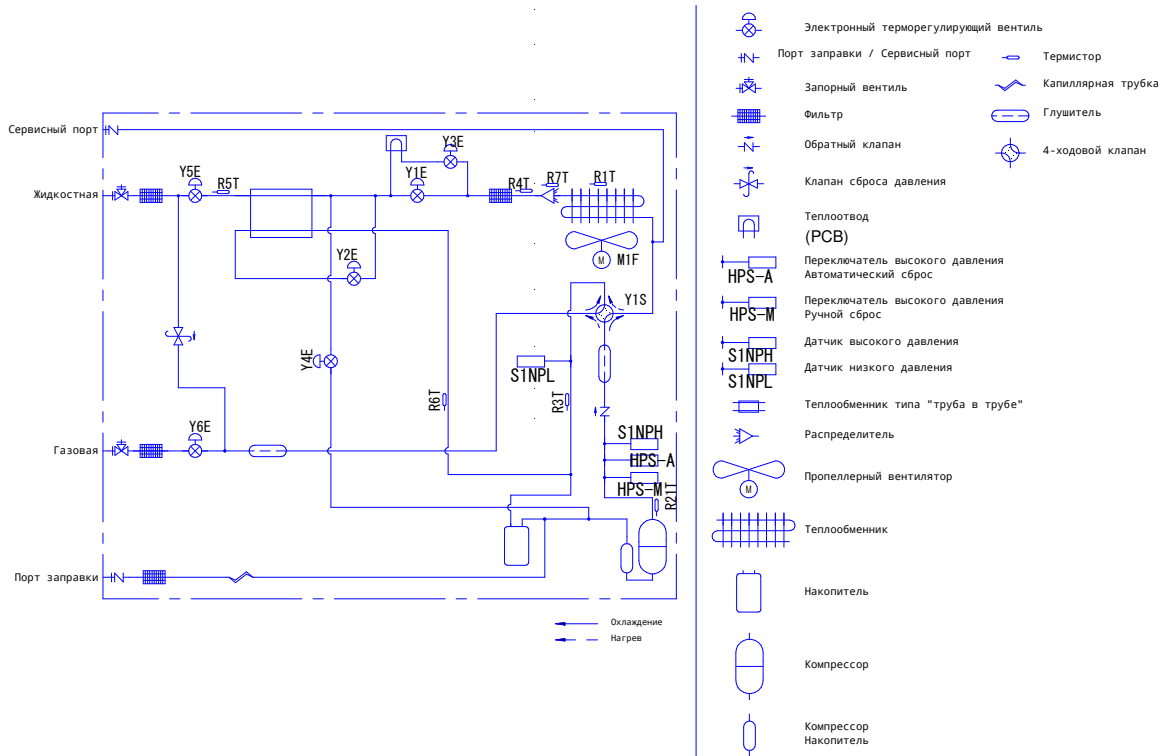 Сервисный порт
Жидкостная
Газовая
Порт заправки
Y5E
R5T
Y3E
Y1E
R4T
R7T
R1T
Y2E
M
M1F
Y1S
Y4E
S1NPL
R6T
R3T
Y6E
S1NPH
HPS-A
HPS-M
R21T
Охлаждение
Нагрев
Электронный терморегулирующий вентиль
Порт заправки / Сервисный порт
Термистор
Запорный вентиль
Капиллярная трубка
Фильтр
Глушитель
Обратный клапан
4-ходовой клапан
Клапан сброса давления
Теплоотвод
(PCB)
Переключатель высокого давления
Автоматический сброс
HPS-A
Переключатель высокого давления
Ручной сброс
HPS-M
Датчик высокого давления
S1NPH
Датчик низкого давления
S1NPL
Теплообменник типа "труба в трубе"
Распределитель
Пропеллерный вентилятор
M
Теплообменник
Накопитель
Компрессор
Компрессор
Накопитель